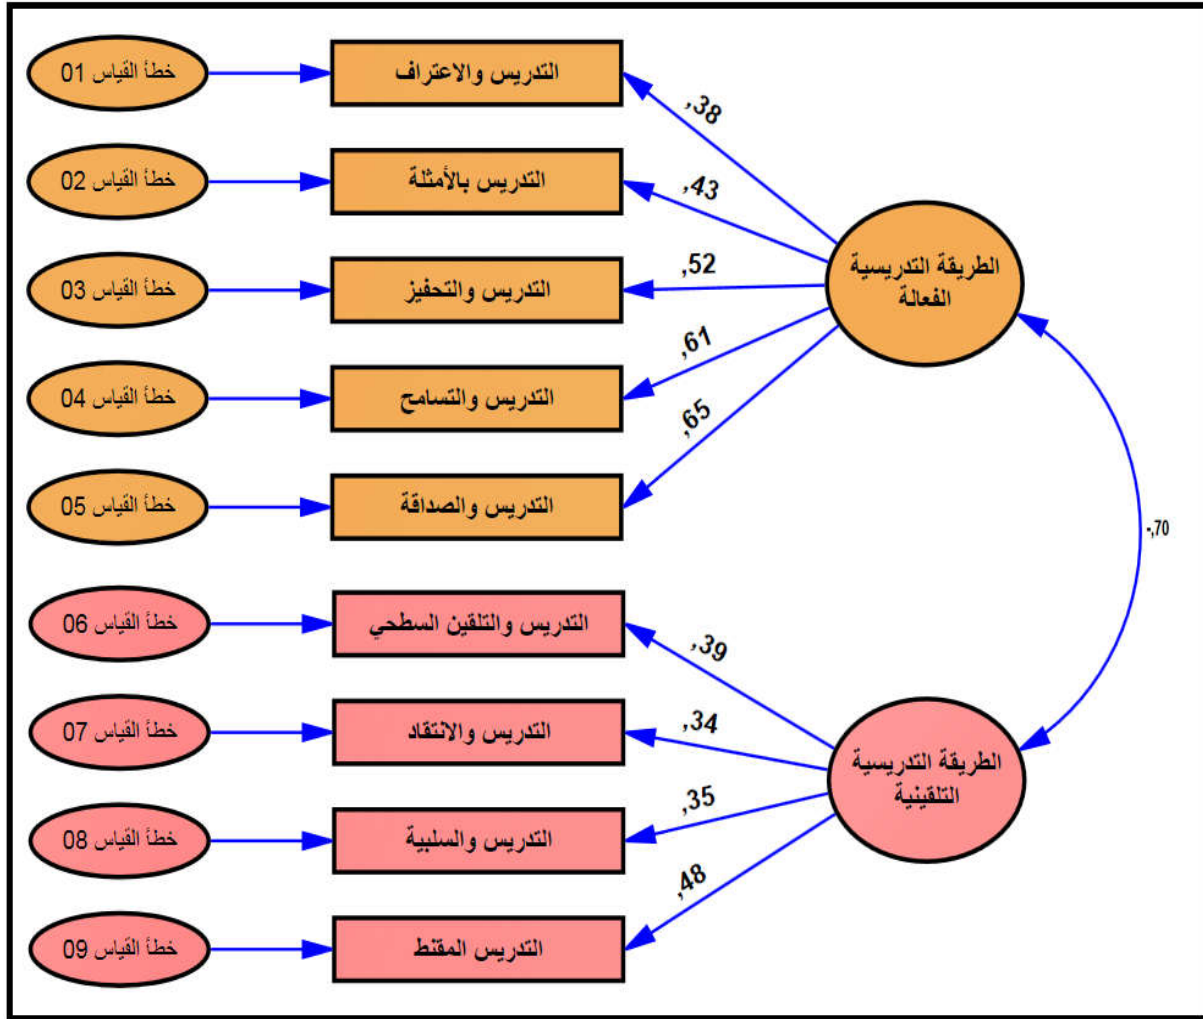 خطأ القياس 01
التدريس والاعتراف
,38
خطأ القياس 02
التدريس بالأمثلة
,43
خطأ القياس 03
التدريس والتحفيز
,52
الطريقة التدريسية
الفعالة
خطأ القياس 04
التدريس والتسامح
,61
خطأ القياس 05
التدريس والصداقة
,65
-,70
خطأ القياس 06
التدريس والتلقين السطحي
,39
خطأ القياس 07
التدريس والانتقاد
,34
الطريقة التدريسية
التلقينية
خطأ القياس 08
التدريس والسلبية
,35
خطأ القياس 09
التدريس المقنط
,48